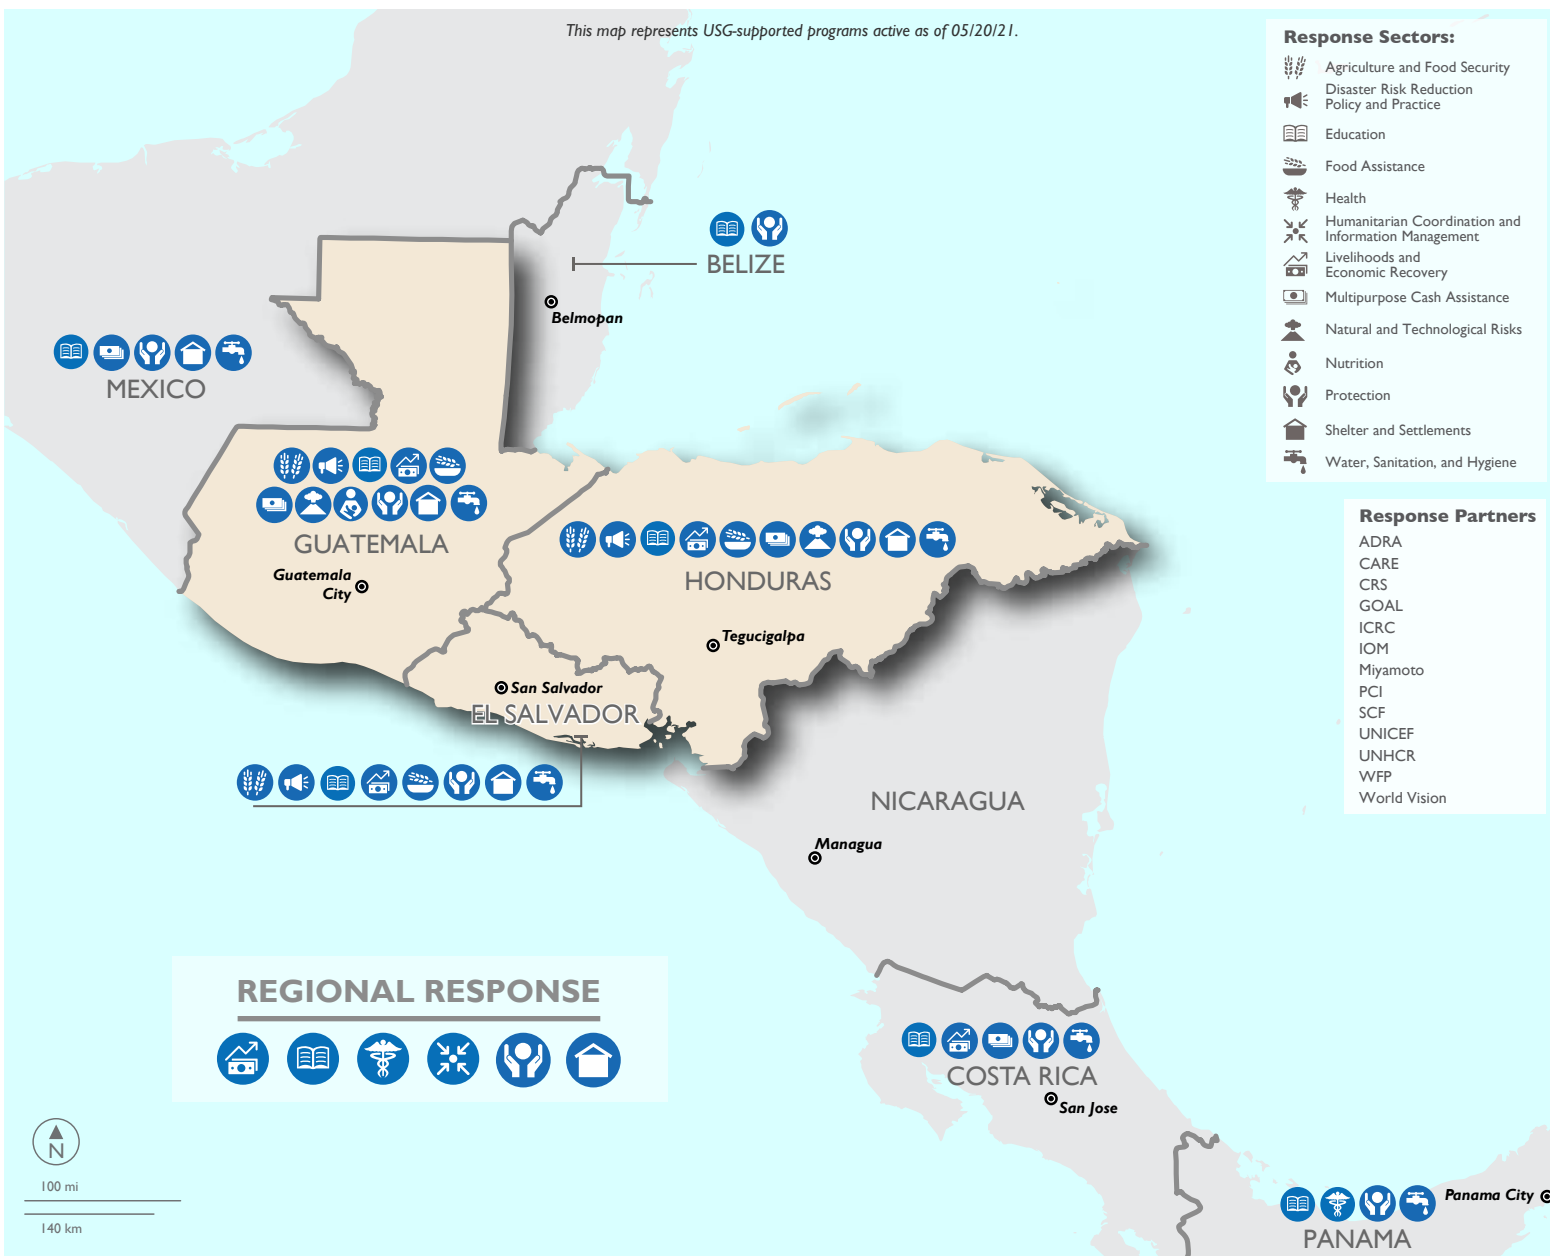 This map represents USG-supported programs active as of 05/20/21.
Response Sectors:
Agriculture and Food Security
Disaster Risk Reduction
Policy and Practice
Education
Food Assistance
Health
Humanitarian Coordination and
Information Management
Livelihoods and
Economic Recovery
Multipurpose Cash Assistance
Natural and Technological Risks
Nutrition
Protection
Shelter and Settlements
Water, Sanitation, and Hygiene
Response Partners
ADRA
CARE
CRS
GOAL
ICRC
IOM
Miyamoto
PCI
SCF
UNICEF
UNHCR
WFP
World Vision
BELIZE
Belmopan
MEXICO
GUATEMALA
Guatemala
City
HONDURAS
Tegucigalpa
San Salvador
EL SALVADOR
NICARAGUA
Managua
REGIONAL RESPONSE
COSTA RICA
San Jose
Panama City
PANAMA
N
100 mi
140 km